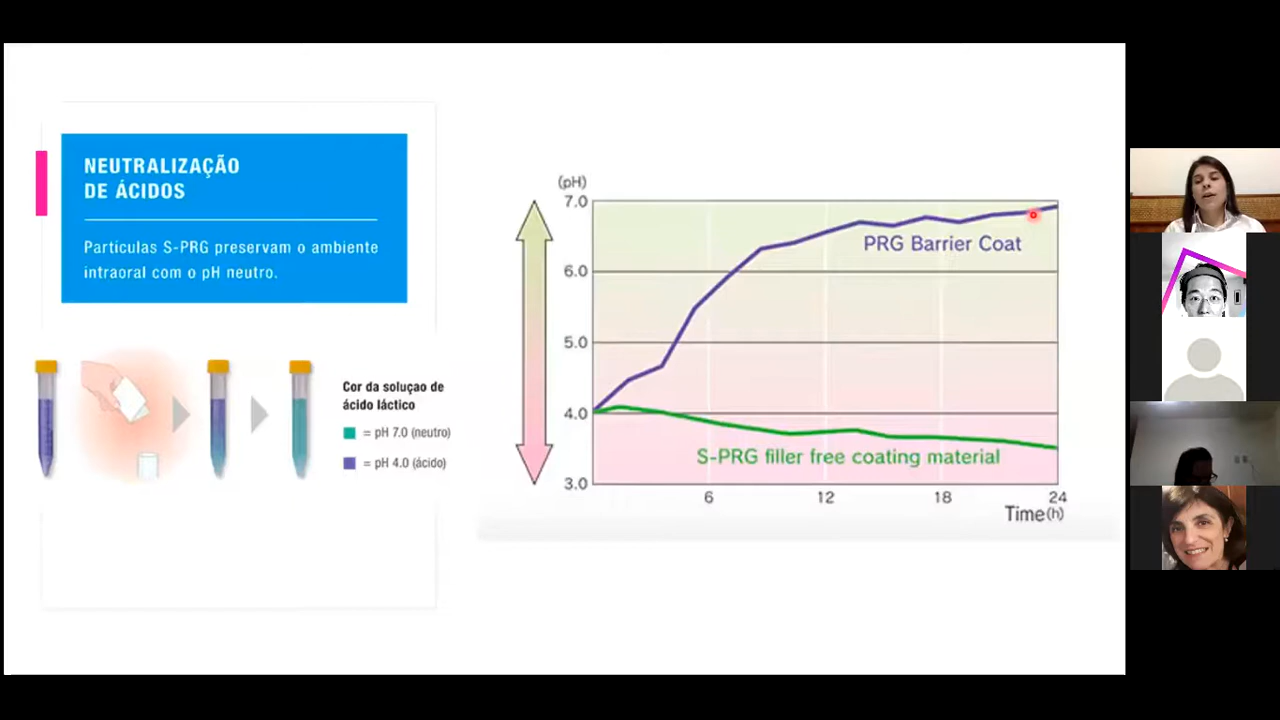 NEUTRALIZAÇÃO
DE ÁCIDOS
Partículas S-PRG preservam o ambiente
intraoral com o pH neutro.
Cor da soluçao de
ácido láctico
= pH 7.0 (neutro)
= pH 4.0 (ácido)
(pH)
7.0
6.0
5.0
4.0
3.0
PRG Barrier Coat
S-PRG filler free coating material
6 12 18 24
Time(h)